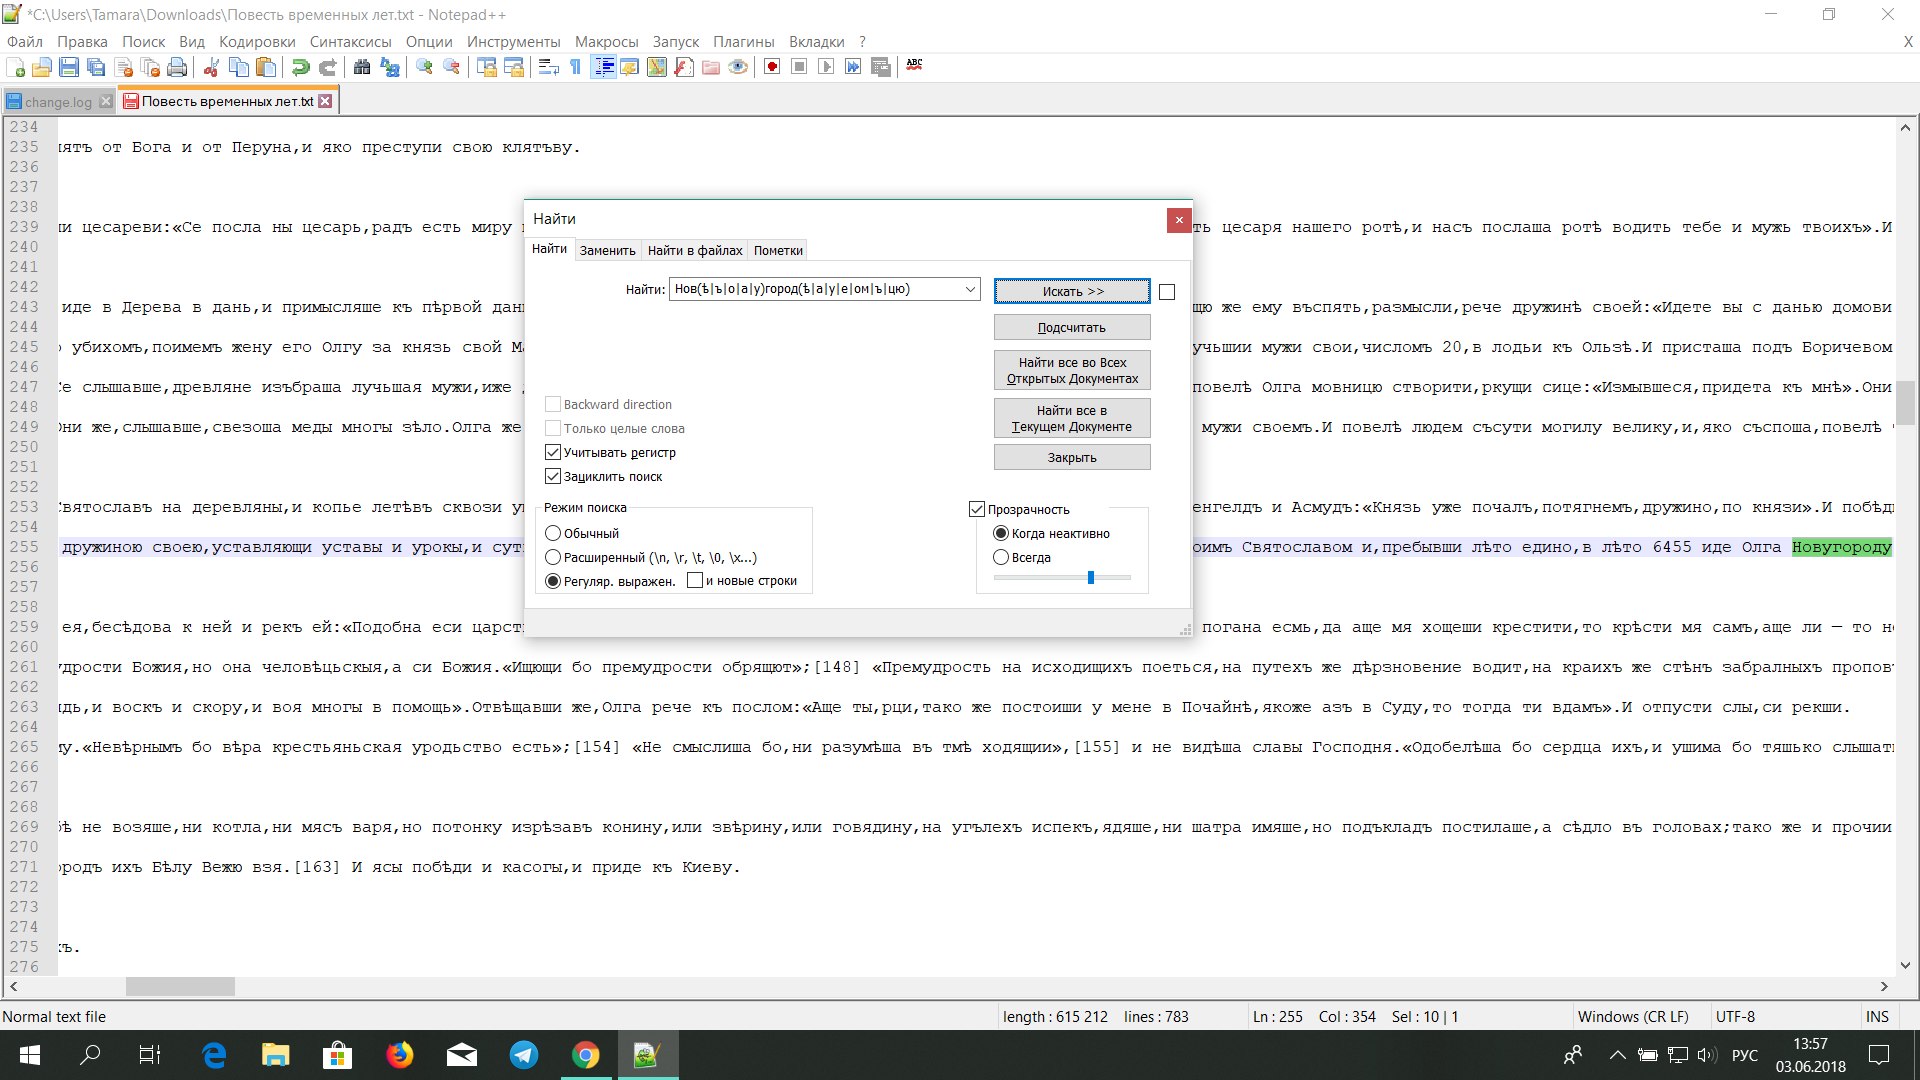 *C:\Users\Tamara\Downloads\Повесть временных лет.txt - Notepad++
Файл Правка Поиск Вид Кодировки Синтаксисы Опции Инструменты Макросы Запуск Плагины Вкладки ? X
ABC
change.log Повесть временных лет.txt
234
235 иятъ от Бога и от Перуна,и яко преступи свою клятъву.
236
237
238
239 ии цесареви:«Се посла ны цесарь,радъ есть миру ть цесаря нашего ротѣ,и насъ послаша ротѣ водить тебе и мужь твоихъ».И
240
241
242
243 иде в Дерева в дань,и примысляше къ пѣрвой дан щю же ему въспять,размысли,рече дружинѣ своей:«Идете вы с данью домови
244
245 убихомъ,поимемъ жену его Олгу за князь свой Ма учьшии мужи свои,числомъ 20,в лодьи къ Ользѣ.И присташа подъ Боричевом
246
247 Се слышавше,древляне изъбраша лучьшая мужи,иже повелѣ Олга мовницю створити,ркущи сице:«Измывшеся,придета къ мнѣ».Они
248
249 Они же,слышавше,свезоша меды многы зѣло.Олга же мужи своемъ.И повелѣ людем съсути могилу велику,и,яко съспоша,повелѣ
250
251
252
253 Святославъ на деревляны,и копье летѣвъ сквози у енгелдъ и Асмудъ:«Князь уже почалъ,потягнемъ,дружино,по князи».И побѣд
254
255 дружиною своею,уставляющи уставы и урокы,и сут оимъ Святославом и,пребывши лѣто едино,в лѣто 6455 иде Олга Новугороду
256
257
258
259 ея,бесѣдова к ней и рекъ ей:«Подобна еси царст погана есмь,да аще мя хощеши крестити,то крѣсти мя самъ,аще ли — то не
260
261 удрости Божия,но она человѣцьскыя,а си Божия.«Ищющи бо премудрости обрящют»;[148] «Премудрость на исходищихъ поеться,на путехъ же дѣрзновение водит,на краихъ же стѣнъ забралныхъ пропов
262
263 ядь,и воскъ и скору,и воя многы в помощь».Отвѣщавши же,Олга рече къ послом:«Аще ты,рци,тако же постоиши у мене в Почайнѣ,якоже азъ в Суду,то тогда ти вдамъ».И отпусти слы,си рекши.
264
265 му.«Невѣрнымъ бо вѣра крестьяньская уродьство есть»;[154] «Не смыслиша бо,ни разумѣша въ тмѣ ходящии»,[155] и не видѣша славы Господня.«Одобелѣша бо сердца ихъ,и ушима бо тяшько слышат
266
267
268
269 бѣ не возяше,ни котла,ни мясъ варя,но потонку изрѣзавъ конину,или звѣрину,или говядину,на угълехъ испекъ,ядяше,ни шатра имяше,но подъкладъ постилаше,а сѣдло въ головах;тако же и прочии
270
271 родъ ихъ Бѣлу Вежю взя.[163] И ясы побѣди и касогы,и приде къ Киеву.
272
273
274
275 къ.
276
Найти
Найти Заменить Найти в файлах Пометки
Найти: Нов(ѣ|ъ|о|а|у)город(ѣ|а|у|е|ом|ъ|цю) Искать >>
Подсчитать
Найти все во Всех
Открытых Документах
Backward direction
Только целые слова
Найти все в
Текущем Документе
Учитывать регистр
Закрыть
Зациклить поиск
Режим поиска
Обычный
Расширенный (\n, \r, \t, \0, \x...)
Регуляр. выражен. и новые строки
Прозрачность
Когда неактивно
Всегда
Normal text file length : 615 212 lines : 783 Ln : 255 Col : 354 Sel : 10 | 1 Windows (CR LF) UTF-8 INS
РУС
13:57
03.06.2018